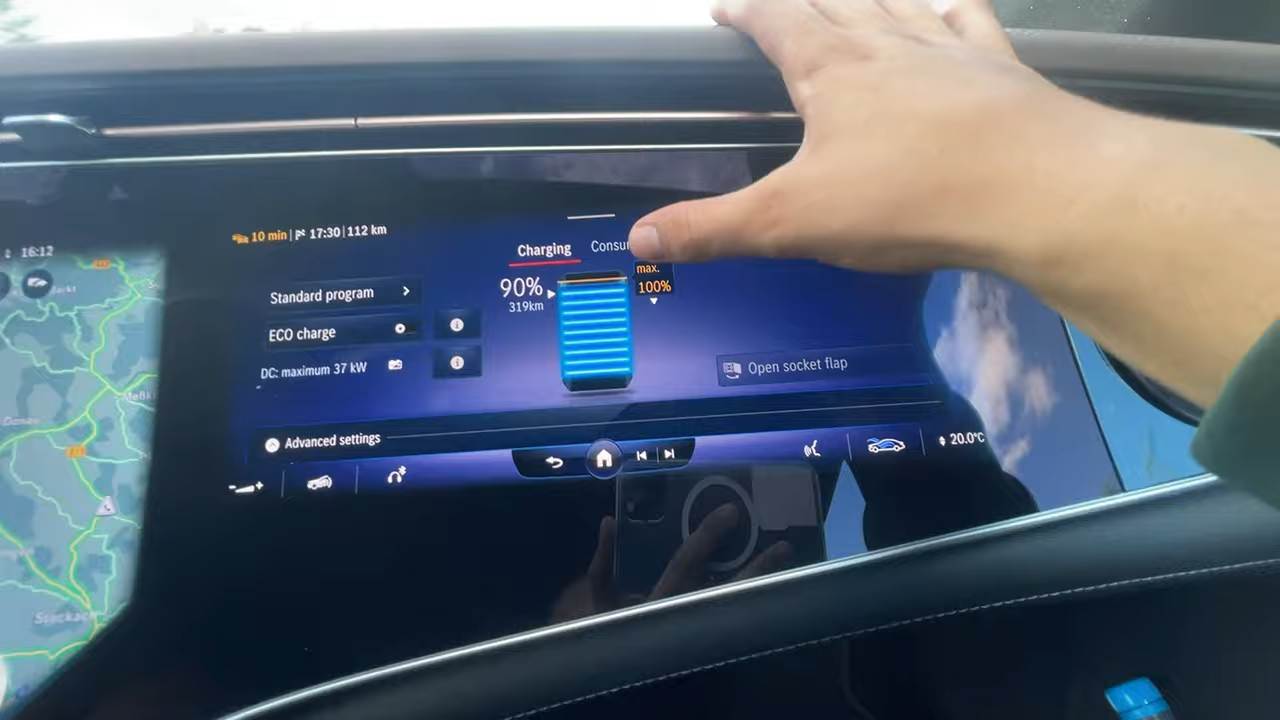 16:12
10 min | 17:30 | 112 km
Charging
90%
319km
max.
100%
Standard program
ECO charge
DC: maximum 37 kW
Open socket flap
Advanced settings
20.0°C
Stockach